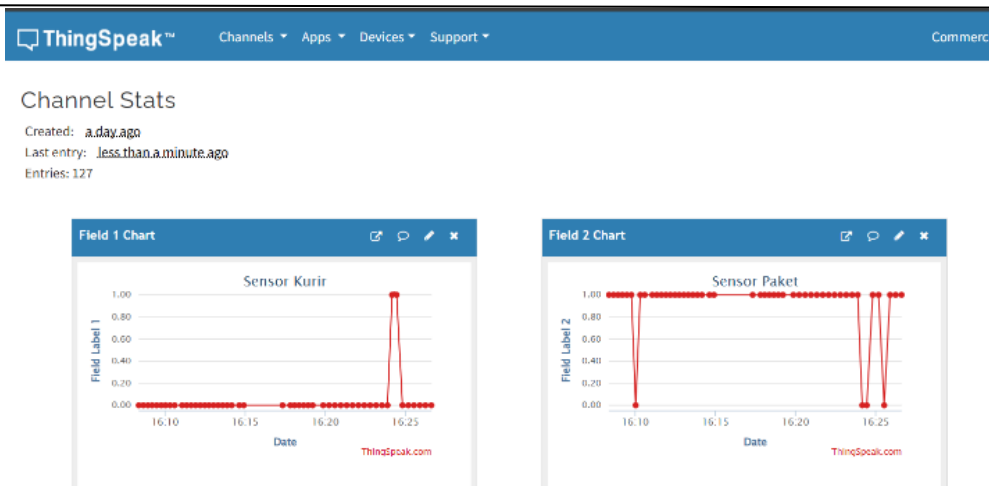 ThingSpeak™ Channels Apps Devices Support Commerc
Channel Stats
Created: a day ago
Last entry: less than a minute ago
Entries: 127
Field 1 Chart
Sensor Kurir
Field Label 1
1.00
0.80
0.60
0.40
0.20
0.00
16:10 16:15 16:20 16:25
Date
ThingSpeak.com
Field 2 Chart
Sensor Paket
Field Label 2
1.00
0.80
0.60
0.40
0.20
0.00
16:10 16:15 16:20 16:25
Date
ThingSpeak.com